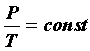 P/T = const